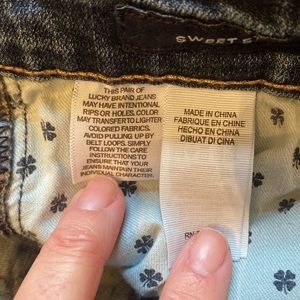 SWEET
THIS PAIR OF
LUCKY BRAND JEANS
MAY HAVE INTENTIONAL
RIPS OR HOLES, COLOR
MAY TRANSFER TO LIGHTER
COLORED FABRICS.
AVOID PULLING UP BY
BELT LOOPS, SIMPLY
FOLLOW THE CARE
INSTRUCTIONS TO
ENSURE THAT YOUR
JEANS MAINTAIN THEIR
INDIVIDUAL CHARACTER.
MADE IN CHINA
FABRIQUE EN CHINE
HECHO EN CHINA
DIBUAT DI CINA
RN